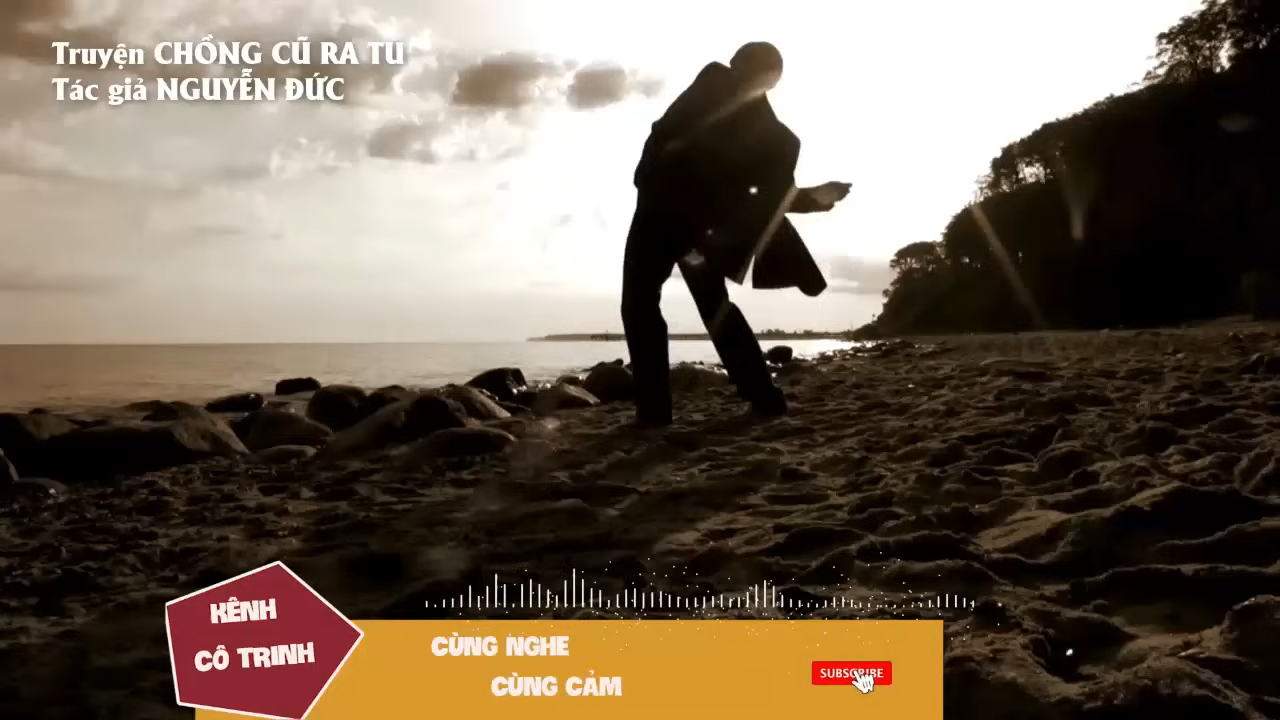 Truyện CHỒNG CŨ RA TU
Tác giả NGUYỄN ĐỨC
KÊNH
CÔ TRINH
CÙNG NGHE
CÙNG CẢM
SUBSCRIBE